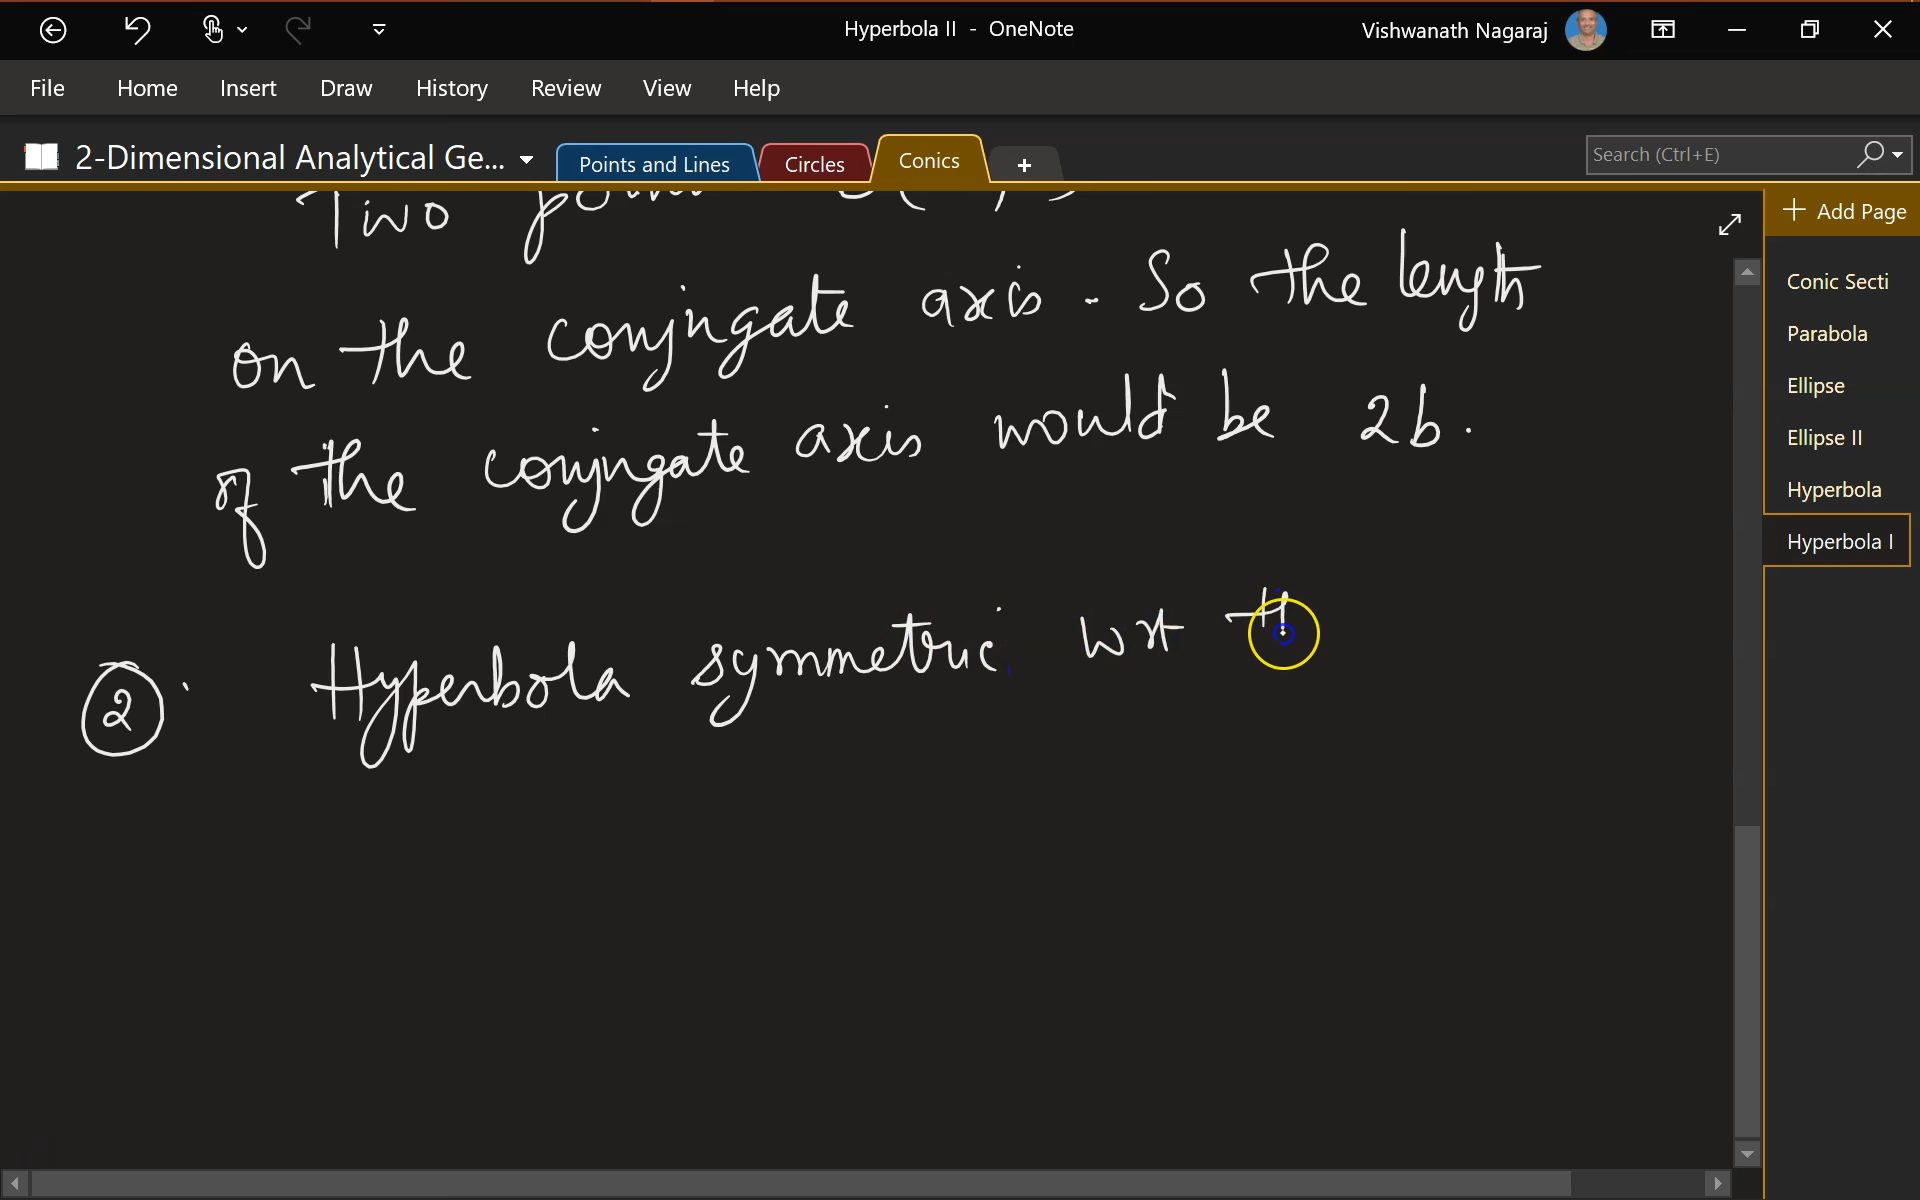 Hyperbola II - OneNote
Vishwanath Nagaraj
File Home Insert Draw History Review View Help
2-Dimensional Analytical Ge...
Points and Lines
Circles
Conics
+
Search (Ctrl+E)
+ Add Page
Conic Secti
Parabola
Ellipse
Ellipse II
Hyperbola
Hyperbola I
Two
on the conjugate axis - So the length
of the conjugate axis would be 2b.
2 Hyperbola symmetric wrt